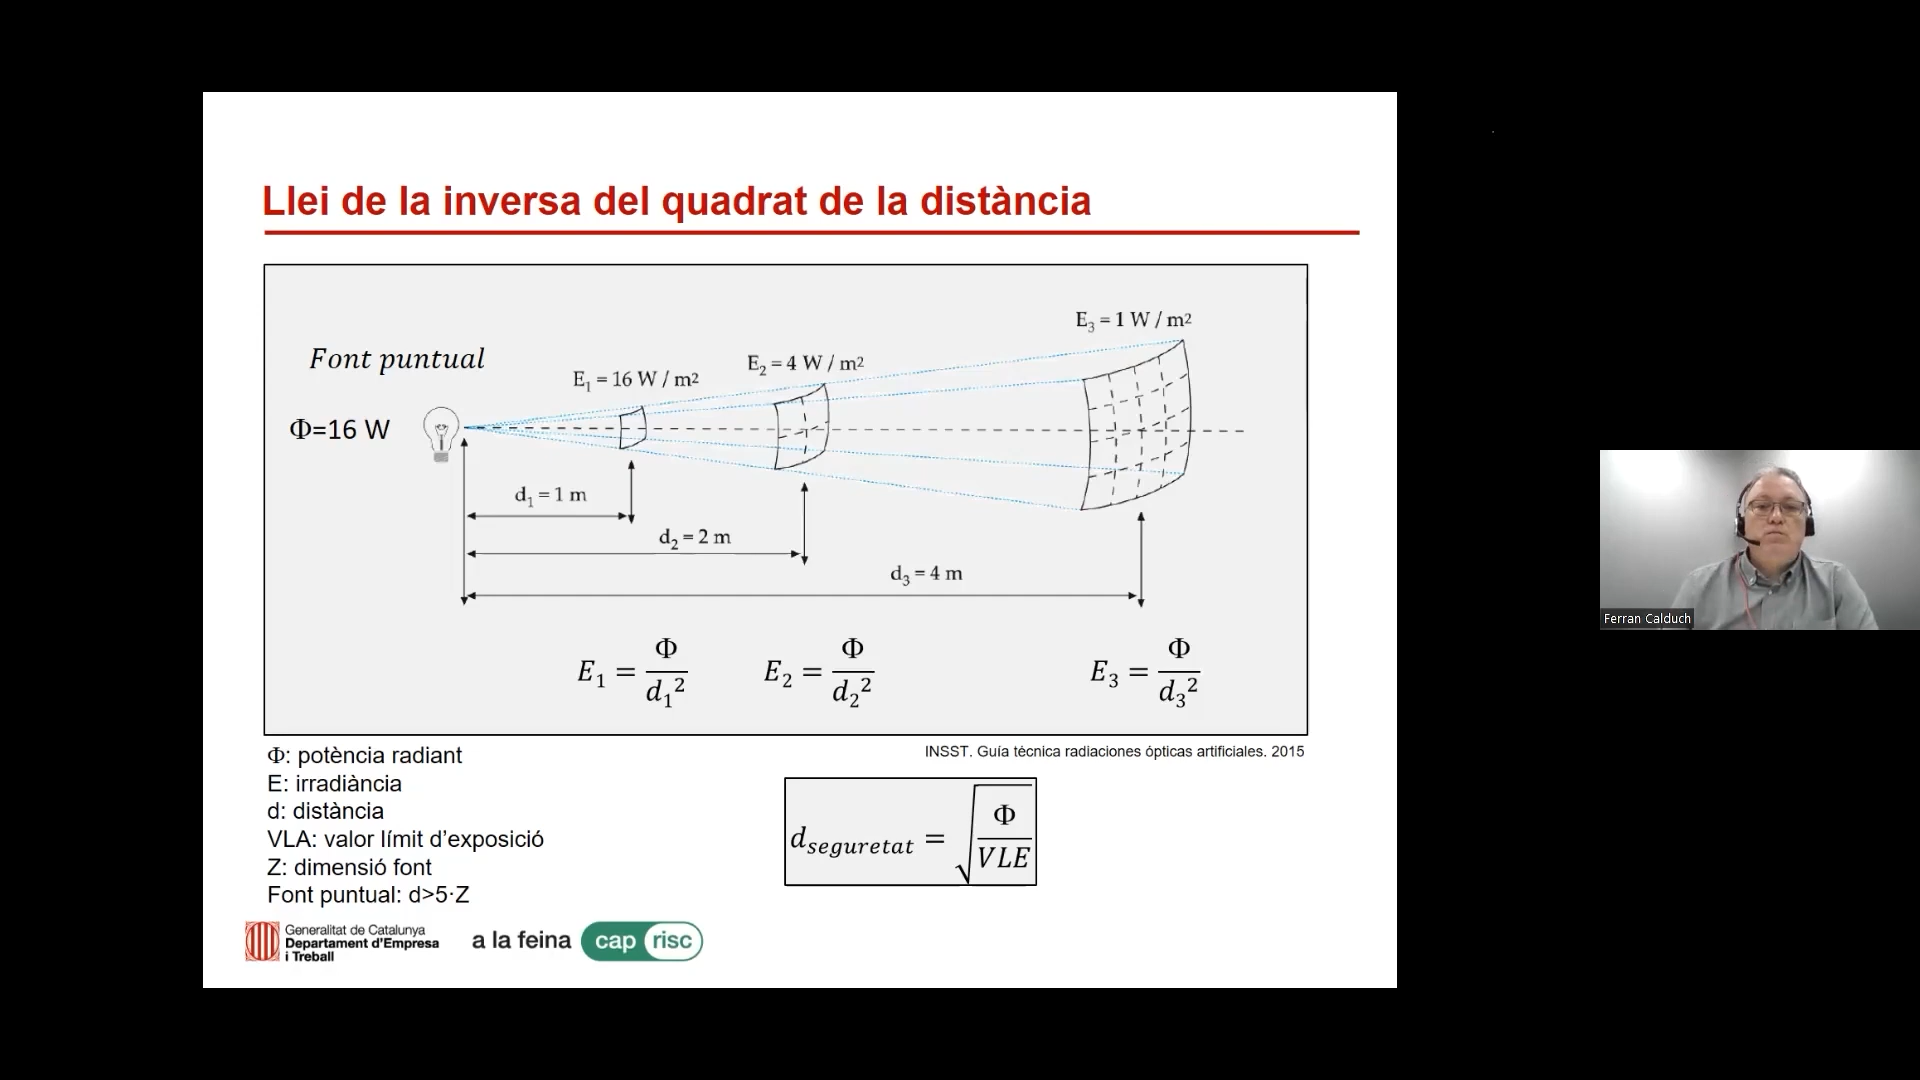 Llei de la inversa del quadrat de la distància
E₃ = 1 W / m²
Font puntual
E₂ = 4 W / m²
E₁ = 16 W / m²
Φ=16 W
d₁ = 1 m
d₂ = 2 m
d₃ = 4 m
E₁ = Φ / d₁² E₂ = Φ / d₂² E₃ = Φ / d₃²
Φ: potència radiant
INSST. Guía técnica radiaciones ópticas artificiales. 2015
E: irradiància
d: distància
VLA: valor límit d’exposició
Z: dimensió font
Font puntual: d>5·Z
d seguretat = √ Φ / VLE
Generalitat de Catalunya
Departament d’Empresa
i Treball
a la feina cap risc
Ferran Calduch